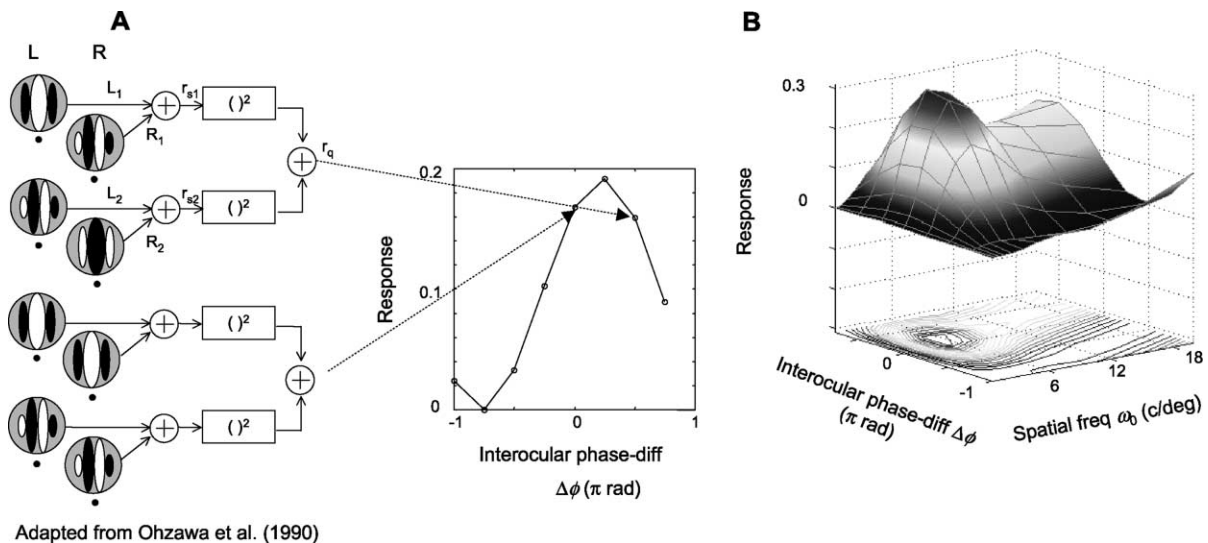 A
L R
L1
R1
rs1
( )²
rq
L2
R2
rs2
( )²
( )²
( )²
Adapted from Ohzawa et al. (1990)
Response
0.2
0.1
0
-1 0 1
Interocular phase-diff
Δϕ (π rad)
B
Response
0.3
0
Interocular phase-diff Δϕ
(π rad)
0
-1
6
12
18
Spatial freq ω0 (c/deg)